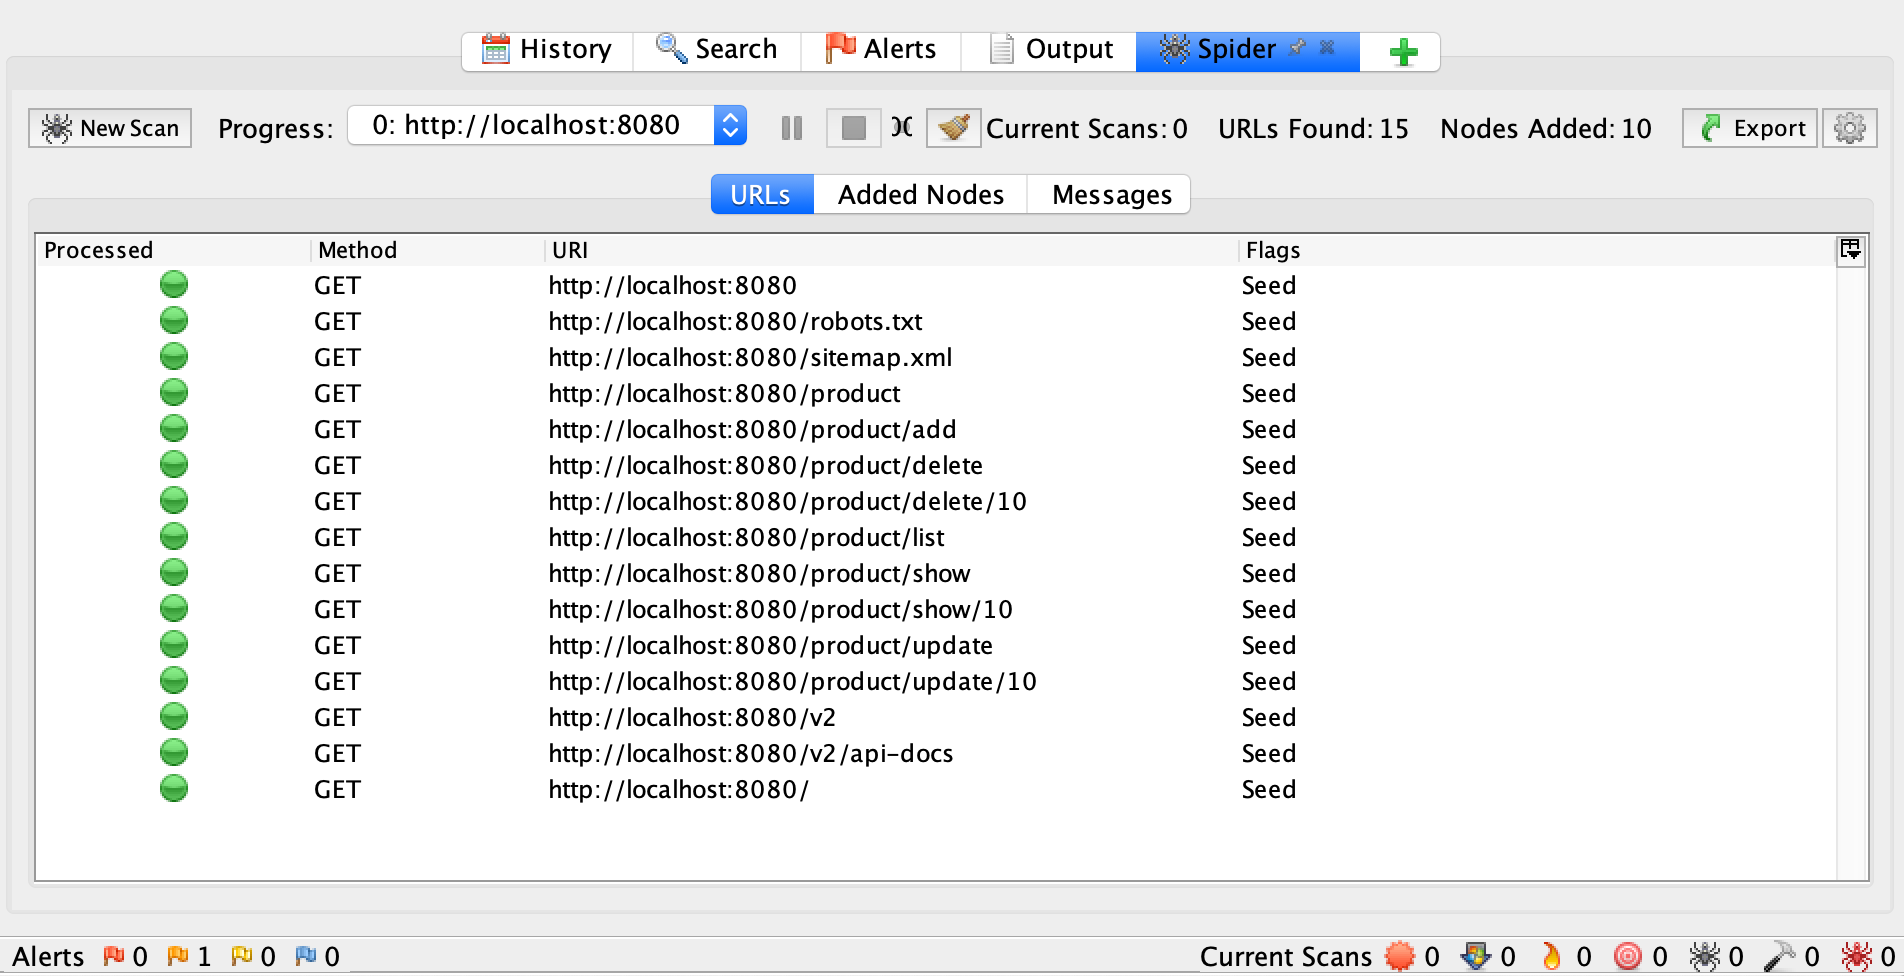 History Search Alerts Output Spider
New Scan Progress: 0: http://localhost:8080 Current Scans: 0 URLs Found: 15 Nodes Added: 10 Export
URLs Added Nodes Messages
Processed Method URI Flags
GET http://localhost:8080 Seed
GET http://localhost:8080/robots.txt Seed
GET http://localhost:8080/sitemap.xml Seed
GET http://localhost:8080/product Seed
GET http://localhost:8080/product/add Seed
GET http://localhost:8080/product/delete Seed
GET http://localhost:8080/product/delete/10 Seed
GET http://localhost:8080/product/list Seed
GET http://localhost:8080/product/show Seed
GET http://localhost:8080/product/show/10 Seed
GET http://localhost:8080/product/update Seed
GET http://localhost:8080/product/update/10 Seed
GET http://localhost:8080/v2 Seed
GET http://localhost:8080/v2/api-docs Seed
GET http://localhost:8080/ Seed
Alerts 0 1 0 0 Current Scans 0 0 0 0 0 0 0